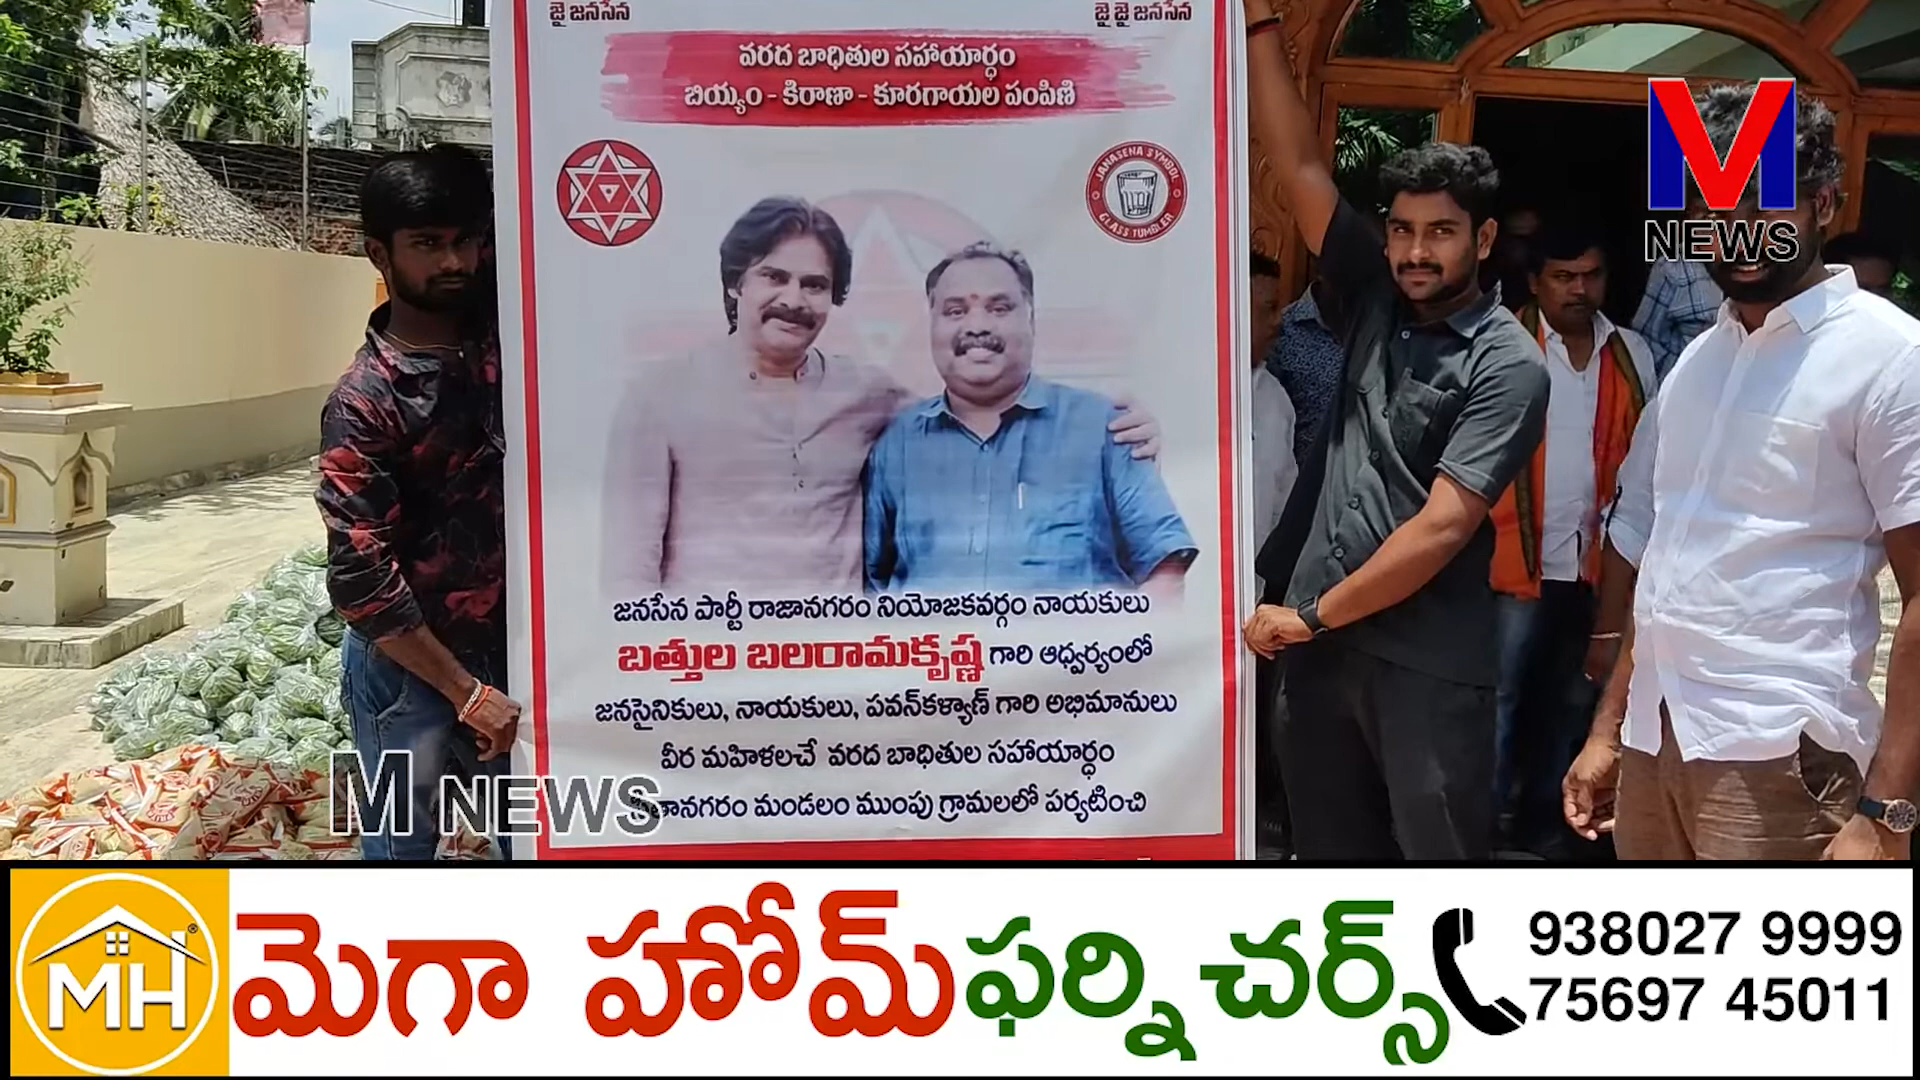 జై జనసేన
జై జై జనసేన
వరద బాధితుల సహాయార్ధం
బియ్యం - కిరాణా - కూరగాయల పంపిణి
JANASENA SYMBOL
GLASS TUMBLER
V M
NEWS
జనసేన పార్టీ రాజానగరం నియోజకవర్గం నాయకులు
బత్తుల బలరామకృష్ణ గారి ఆధ్వర్యంలో
జనసైనికులు, నాయకులు, పవన్‌కళ్యాణ్ గారి అభిమానులు
వీర మహిళలచే వరద బాధితుల సహాయార్ధం
మండలం ముంపు గ్రామలలో పర్యటించి
M NEWS
MH
మెగా హోమ్ ఫర్నిచర్స్
938027 9999
75697 45011